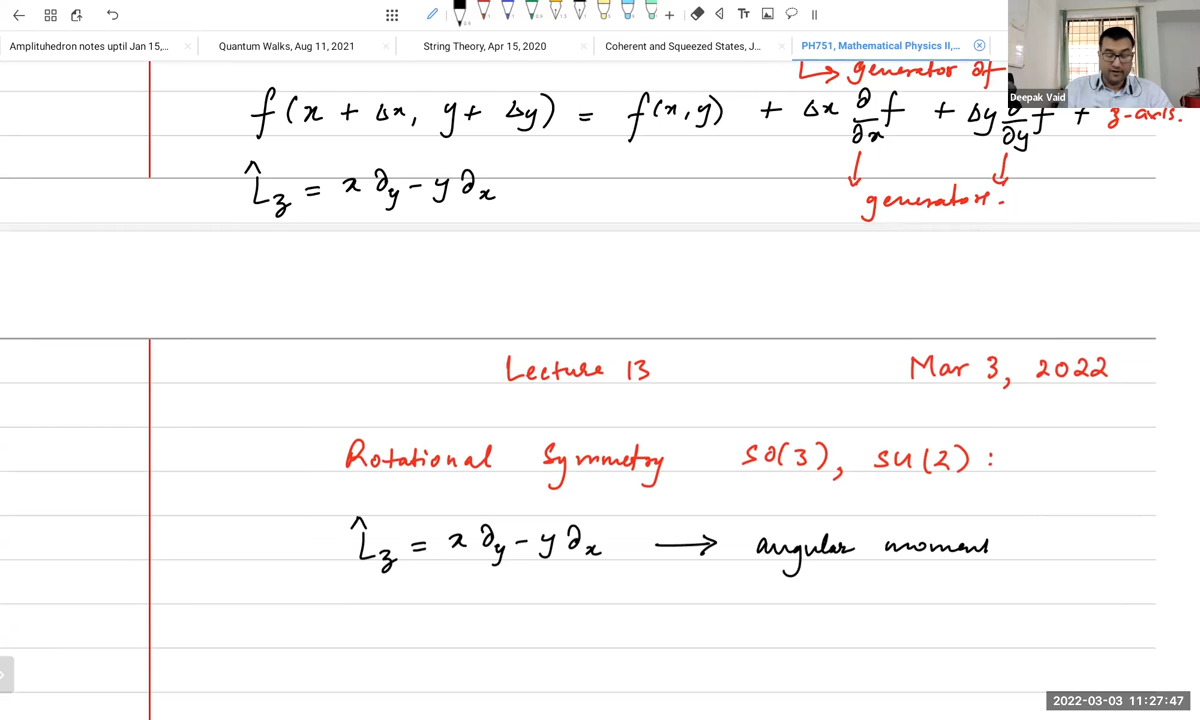 Amplituhedron notes uptil Jan 15,... Quantum Walks, Aug 11, 2021 String Theory, Apr 15, 2020 Coherent and Squeezed States, J... PH751, Mathematical Physics II,...
↳ generator of
Deepak Vaid
f(x + Δx, y + Δy) = f(x,y) + Δx ∂/∂x f + Δy ∂/∂y f + z-axis.
L̂z = x ∂y - y ∂x
generators.
Lecture 13 Mar 3, 2022
Rotational Symmetry SO(3), SU(2) :
L̂z = x ∂y - y ∂x → angular moment
2022-03-03 11:27:47